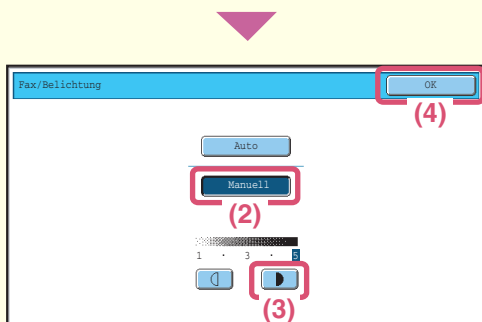 Fax/Belichtung
OK
(4)
Auto
Manuell
(2)
1 · 3 · 5
(3)